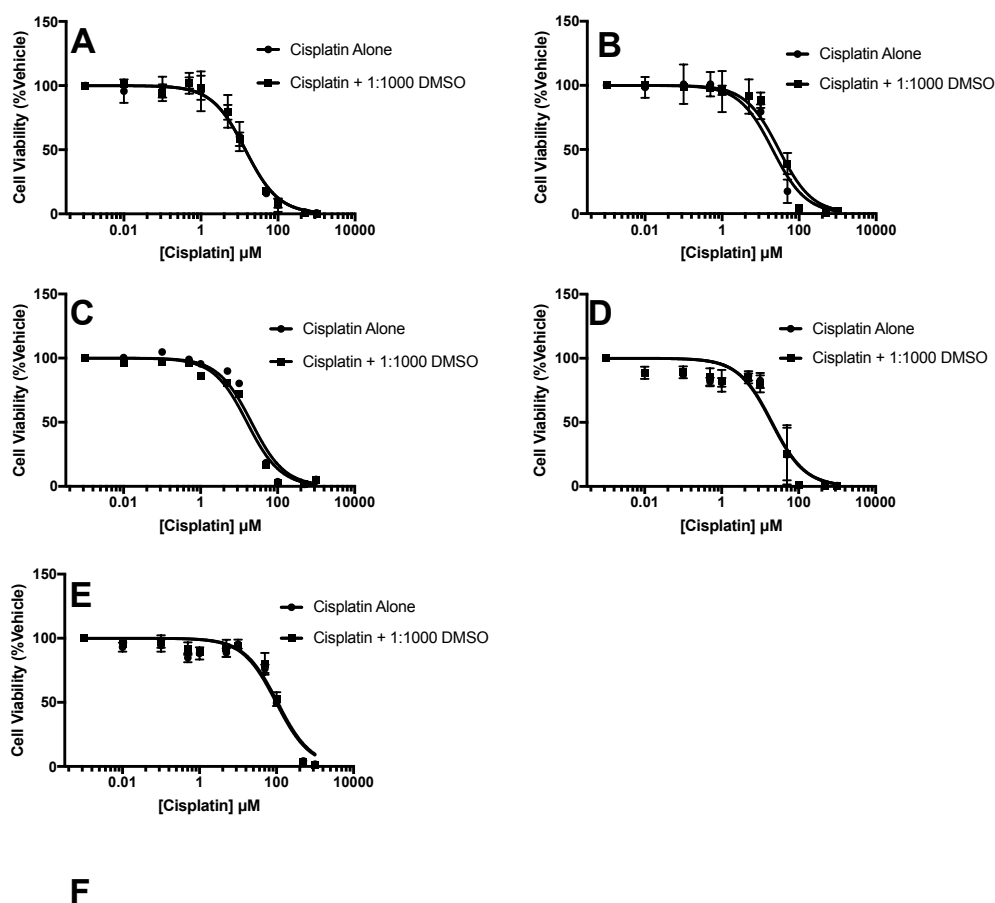 A
Cell Viability (%Vehicle)
150
100
50
0
0.01 1 100 10000
[Cisplatin] µM
Cisplatin Alone
Cisplatin + 1:1000 DMSO
B
Cell Viability (%Vehicle)
150
100
50
0
0.01 1 100 10000
[Cisplatin] µM
Cisplatin Alone
Cisplatin + 1:1000 DMSO
C
Cell Viability (%Vehicle)
150
100
50
0
0.01 1 100 10000
[Cisplatin] µM
Cisplatin Alone
Cisplatin + 1:1000 DMSO
D
Cell Viability (%Vehicle)
150
100
50
0
0.01 1 100 10000
[Cisplatin] µM
Cisplatin Alone
Cisplatin + 1:1000 DMSO
E
Cell Viability (%Vehicle)
150
100
50
0
0.01 1 100 10000
[Cisplatin] µM
Cisplatin Alone
Cisplatin + 1:1000 DMSO
F